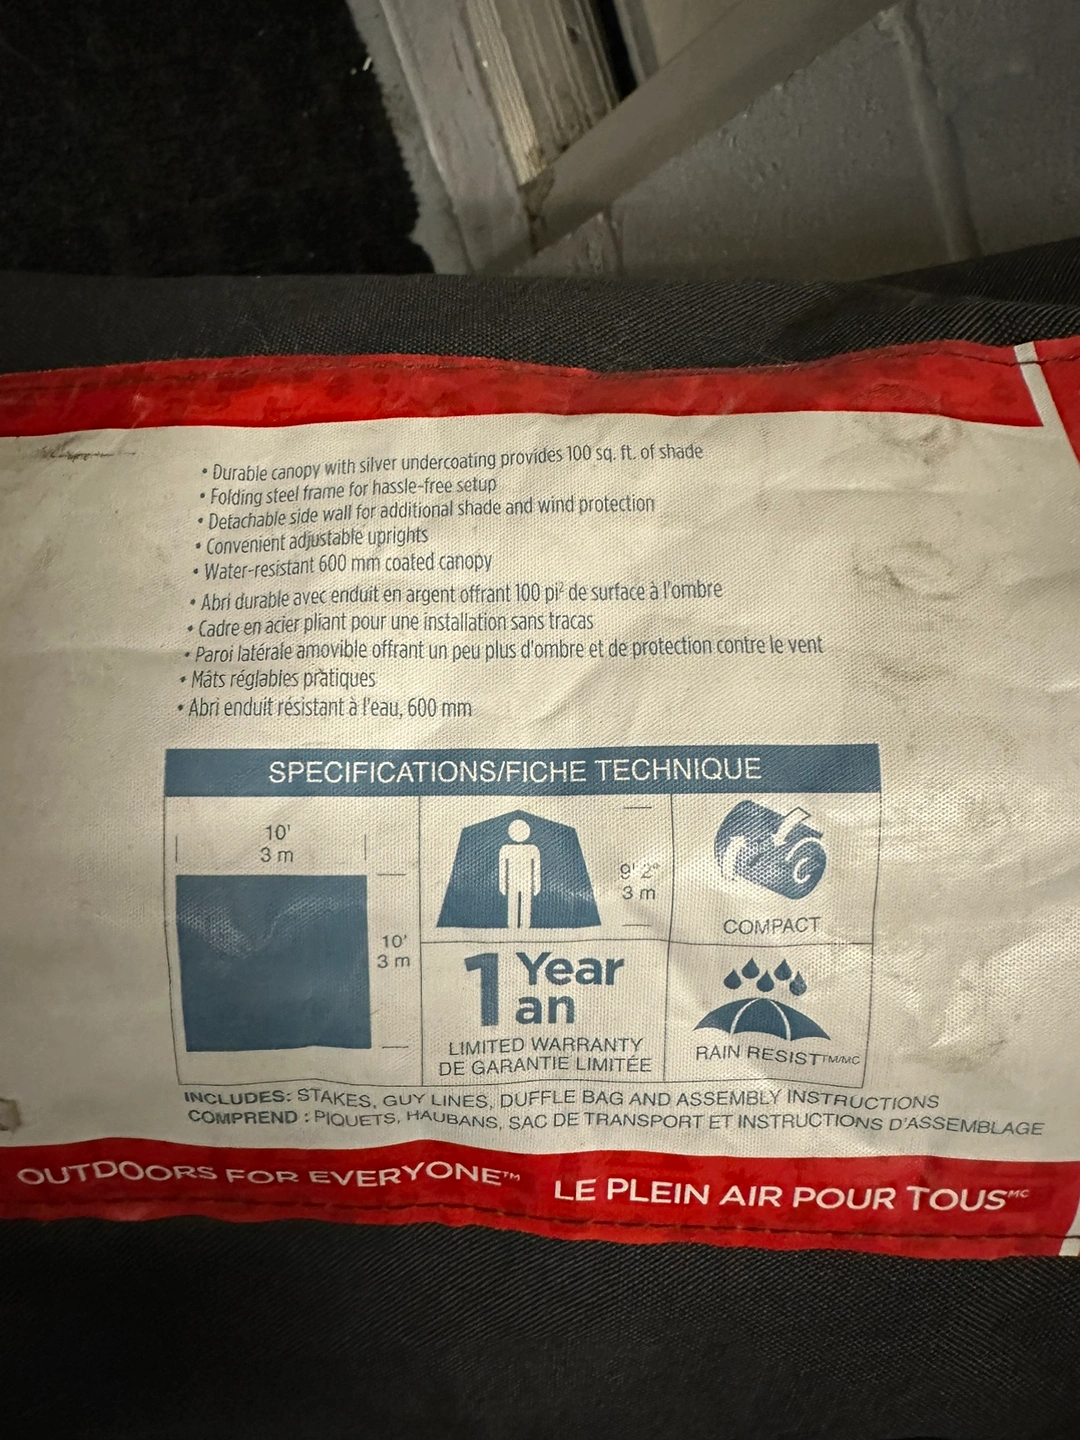 • Durable canopy with silver undercoating provides 100 sq. ft. of shade
• Folding steel frame for hassle-free setup
• Detachable side wall for additional shade and wind protection
• Convenient adjustable uprights
• Water-resistant 600 mm coated canopy
• Abri durable avec enduit en argent offrant 100 pi² de surface à l'ombre
• Cadre en acier pliant pour une installation sans tracas
• Paroi latérale amovible offrant un peu plus d'ombre et de protection contre le vent
• Mâts réglables pratiques
• Abri enduit résistant à l'eau, 600 mm
SPECIFICATIONS/FICHE TECHNIQUE
10'
3 m
10'
3 m
9' 2"
3 m
COMPACT
1 Year
an
LIMITED WARRANTY
DE GARANTIE LIMITÉE
RAIN RESIST™/MC
INCLUDES: STAKES, GUY LINES, DUFFLE BAG AND ASSEMBLY INSTRUCTIONS
COMPREND : PIQUETS, HAUBANS, SAC DE TRANSPORT ET INSTRUCTIONS D'ASSEMBLAGE
OUTDOORS FOR EVERYONE™
LE PLEIN AIR POUR TOUS MC